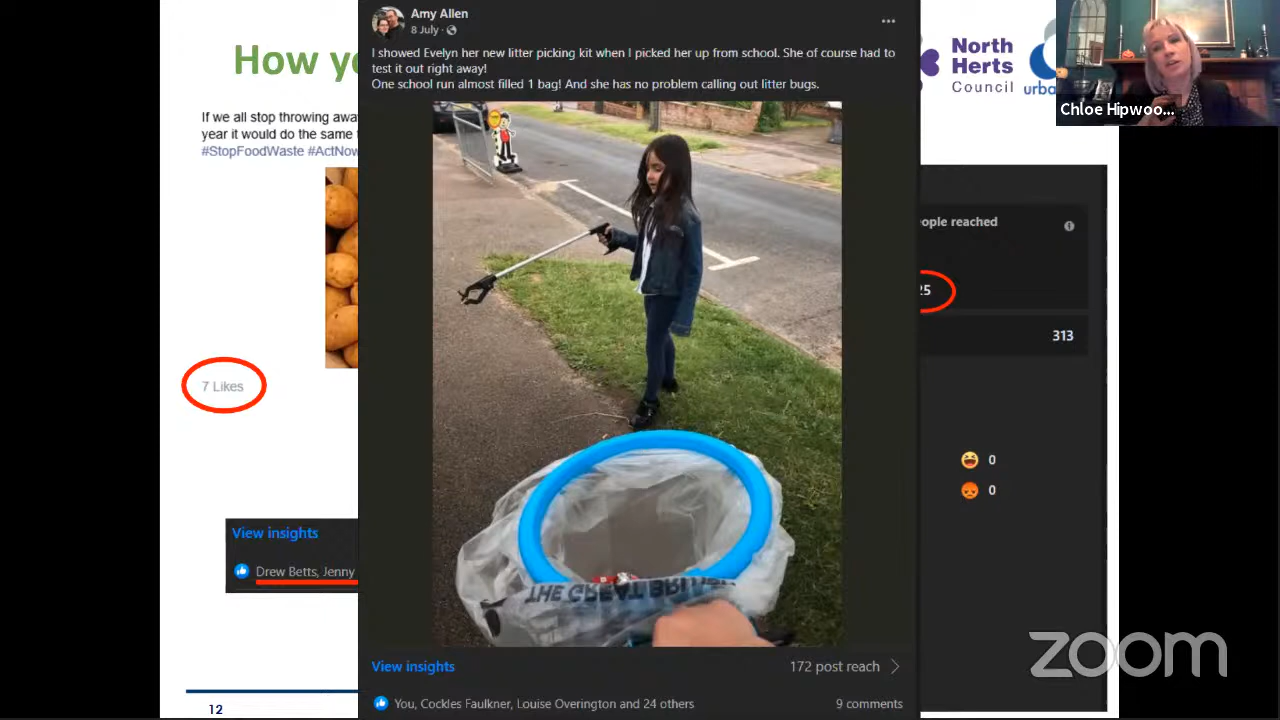 How yo
If we all stop throwing awa
year it would do the same
#StopFoodWaste #ActNow
7 Likes
View insights
Drew Betts, Jenny
12
Amy Allen
8 July ·
I showed Evelyn her new litter picking kit when I picked her up from school. She of course had to
test it out right away!
One school run almost filled 1 bag! And she has no problem calling out litter bugs.
THE GREAT BRITISH
View insights
172 post reach
You, Cockles Faulkner, Louise Overington and 24 others
9 comments
North
Herts
Council
urba
Chloe Hipwoo...
eople reached
25
313
0
0
zoom